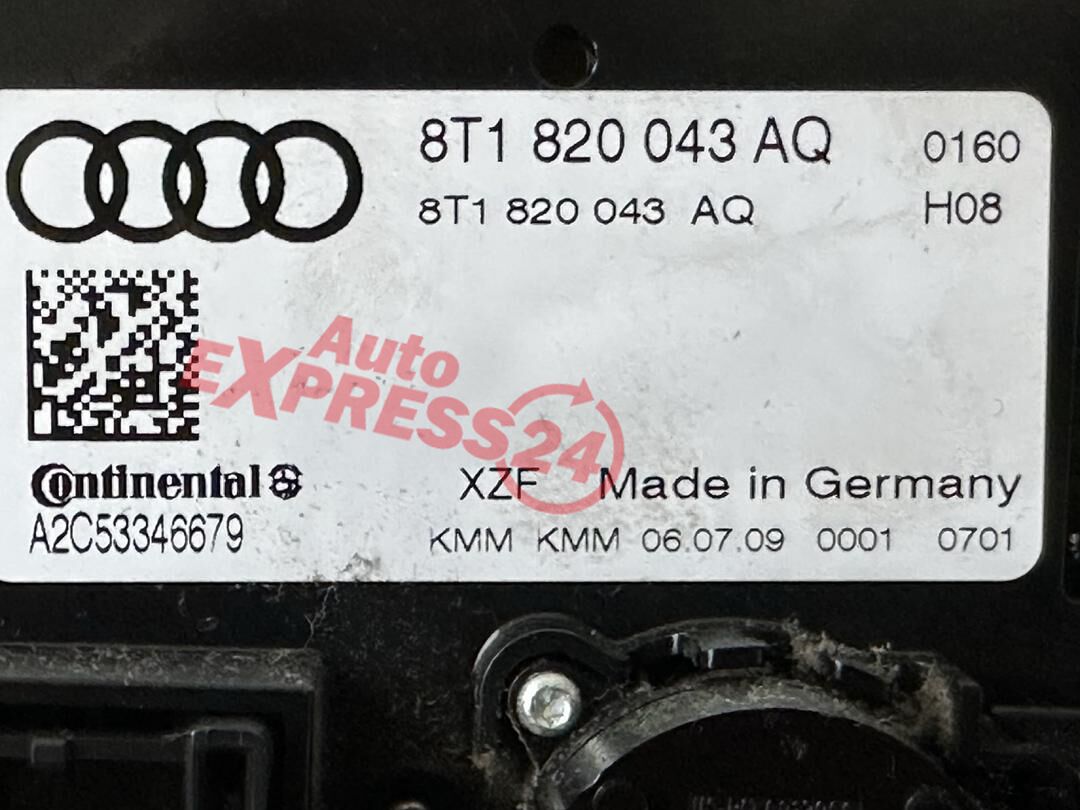 8T1 820 043 AQ 0160
8T1 820 043 AQ H08
Auto
EXPRESS24
Continental
XZF Made in Germany
A2C53346679
KMM KMM 06.07.09 0001 0701